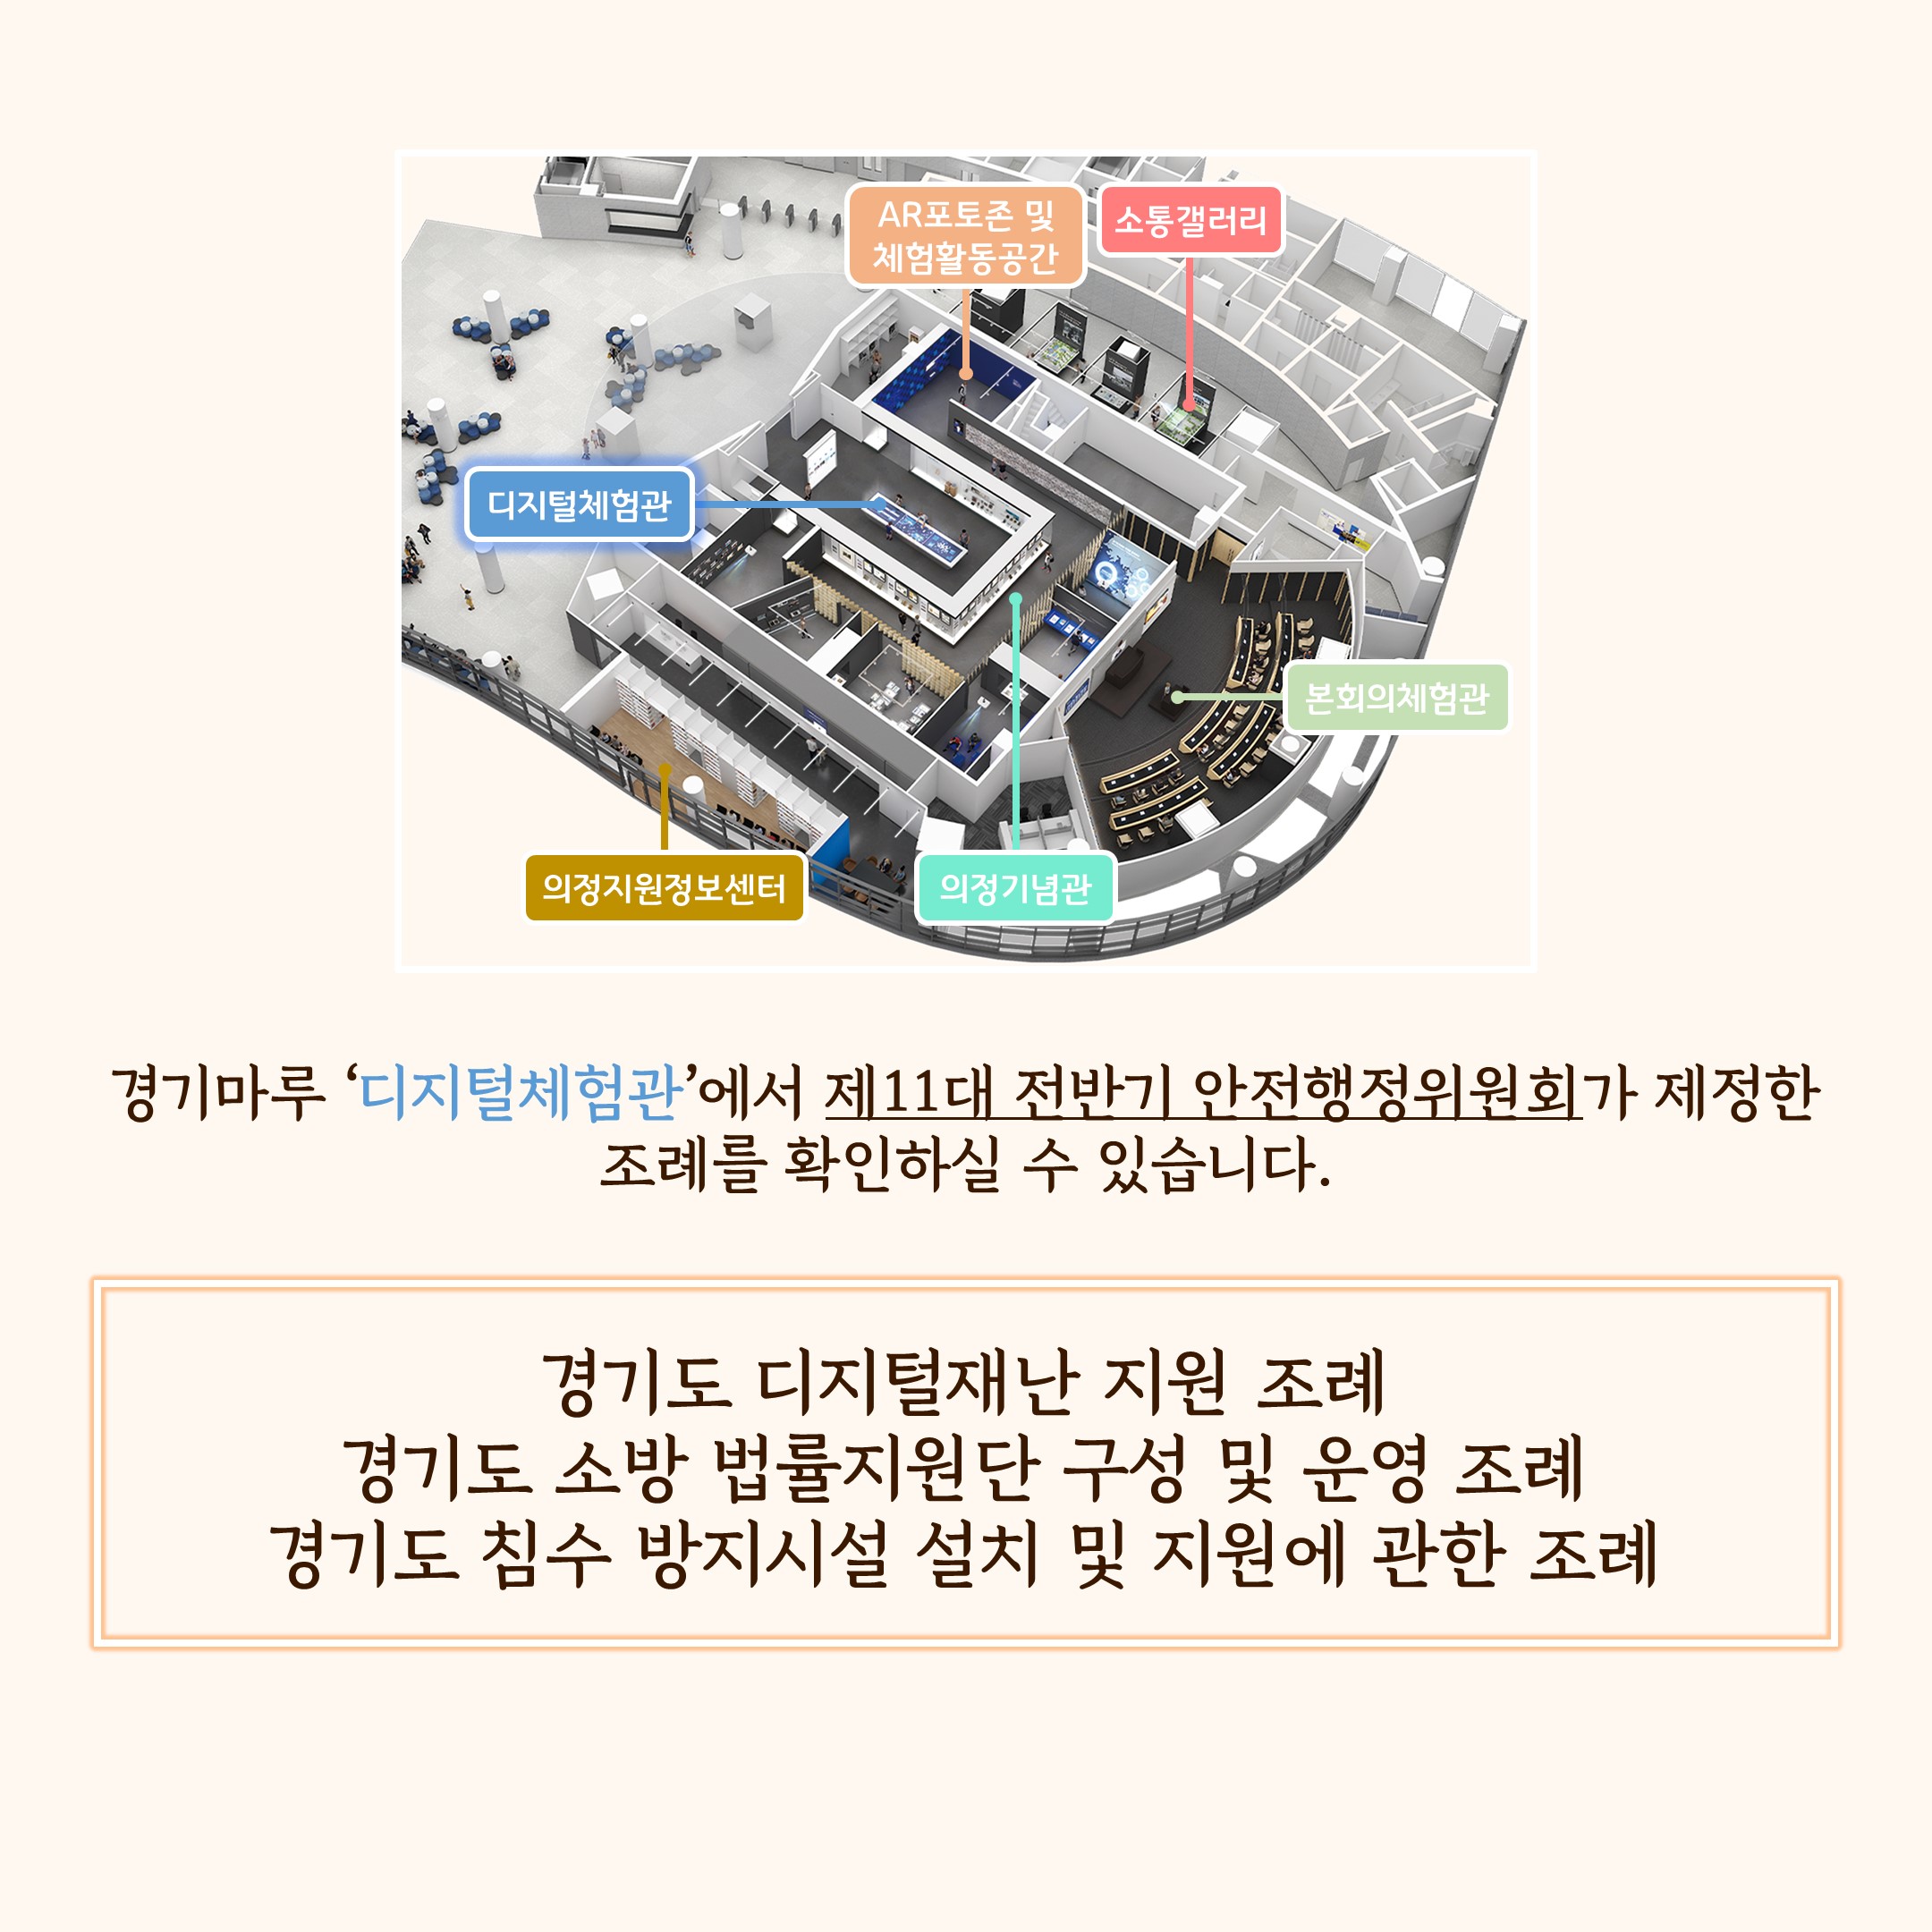 AR포토존 및
체험활동공간
소통갤러리
디지털체험관
본회의체험관
의정지원정보센터
의정기념관
경기마루 ‘디지털체험관’에서 제11대 전반기 안전행정위원회가 제정한
조례를 확인하실 수 있습니다.
경기도 디지털재난 지원 조례
경기도 소방 법률지원단 구성 및 운영 조례
경기도 침수 방지시설 설치 및 지원에 관한 조례